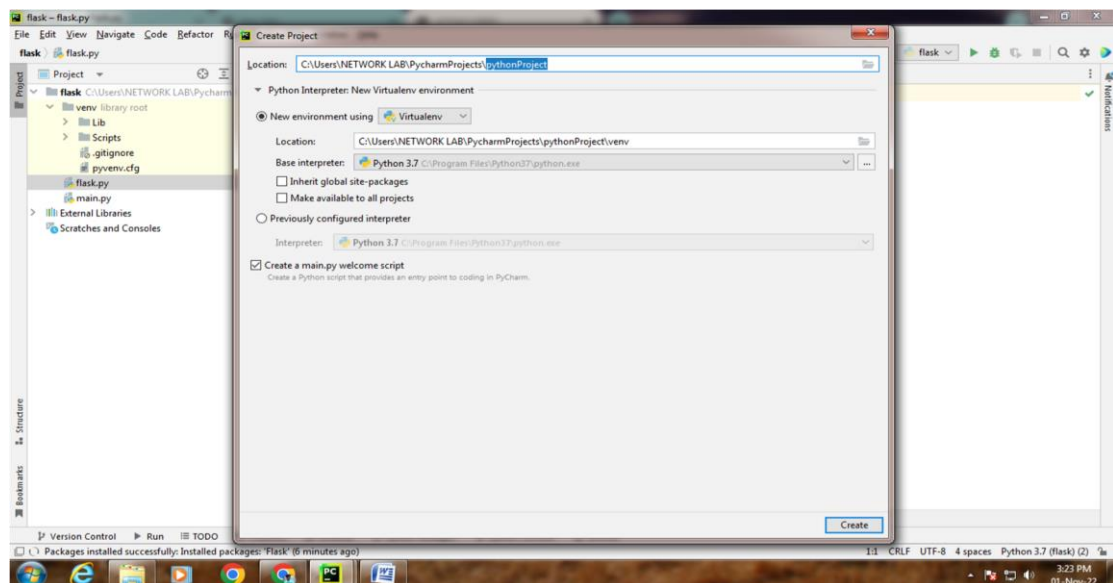 flask – flask.py
File Edit View Navigate Code Refactor
flask flask.py
flask
Project
Project
flask C:\Users\NETWORK LAB\Pycharm
venv library root
Lib
Scripts
.gitignore
pyvenv.cfg
flask.py
main.py
External Libraries
Scratches and Consoles
Structure
Bookmarks
Notifications
Create Project
Location: C:\Users\NETWORK LAB\PycharmProjects\pythonProject
Python Interpreter: New Virtualenv environment
New environment using Virtualenv
Location: C:\Users\NETWORK LAB\PycharmProjects\pythonProject\venv
Base interpreter: Python 3.7 C:\Program Files\Python37\python.exe
...
Inherit global site-packages
Make available to all projects
Previously configured interpreter
Interpreter: Python 3.7 C:\Program Files\Python37\python.exe
Create a main.py welcome script
Create a Python script that provides an entry point to coding in PyCharm.
Create
Version Control Run TODO
Packages installed successfully: Installed packages: 'Flask' (6 minutes ago)
1:1 CRLF UTF-8 4 spaces Python 3.7 (flask) (2)
PC
3:23 PM
01-Nov-22